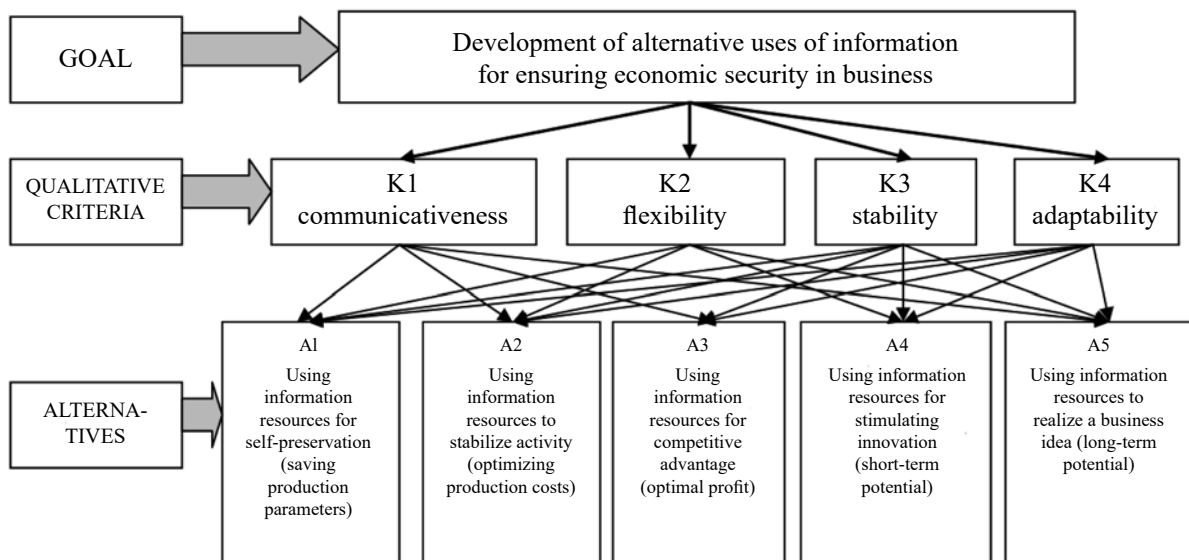 GOAL
Development of alternative uses of information
for ensuring economic security in business
QUALITATIVE
CRITERIA
K1
communicativeness
K2
flexibility
K3
stability
K4
adaptability
ALTERNA-
TIVES
A1
Using
information
resources for
self-preservation
(saving
production
parameters)
A2
Using
information
resources to
stabilize activity
(optimizing
production costs)
A3
Using
information
resources for
competitive
advantage
(optimal profit)
A4
Using information
resources for
stimulating
innovation
(short-term
potential)
A5
Using information
resources to
realize a business
idea (long-term
potential)